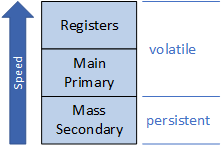 Speed
Registers
Main
Primary
Mass
Secondary
volatile
persistent